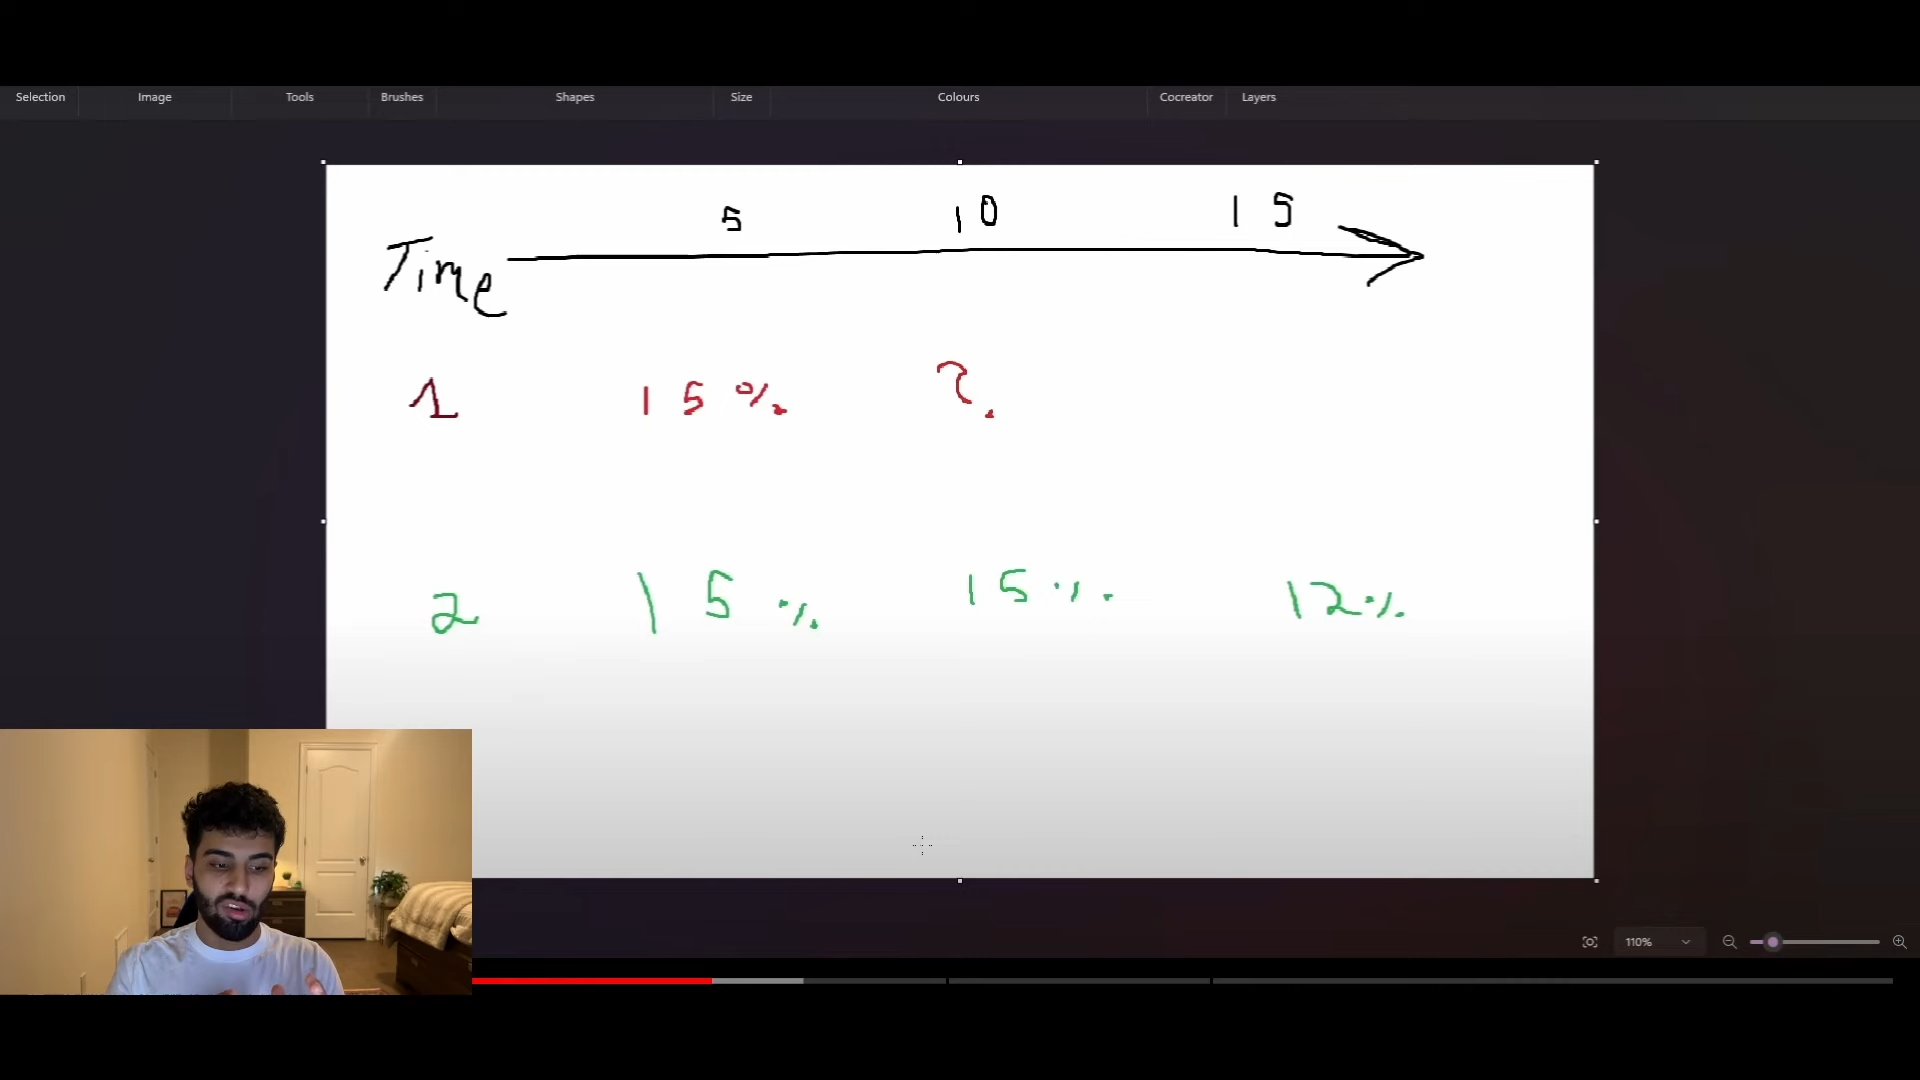 Selection Image Tools Brushes Shapes Size Colours Cocreator Layers
5 10 15
Time
1 15% ?
2 15% 15% 12%
110%